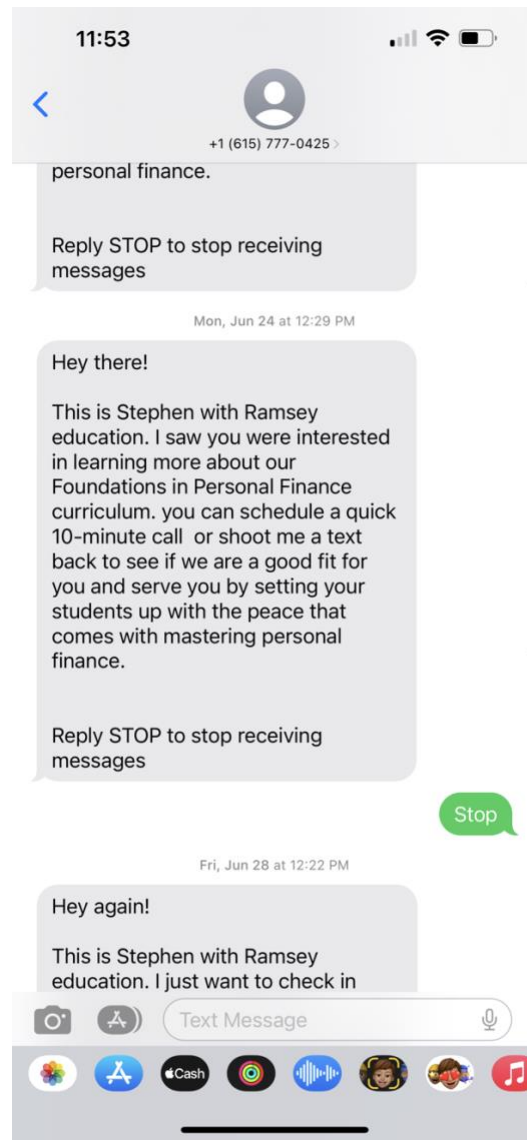 11:53
+1 (615) 777-0425 >
personal finance.
Reply STOP to stop receiving
messages
Mon, Jun 24 at 12:29 PM
Hey there!
This is Stephen with Ramsey
education. I saw you were interested
in learning more about our
Foundations in Personal Finance
curriculum. you can schedule a quick
10-minute call  or shoot me a text
back to see if we are a good fit for
you and serve you by setting your
students up with the peace that
comes with mastering personal
finance.
Reply STOP to stop receiving
messages
Stop
Fri, Jun 28 at 12:22 PM
Hey again!
This is Stephen with Ramsey
education. I just want to check in
Text Message
Cash